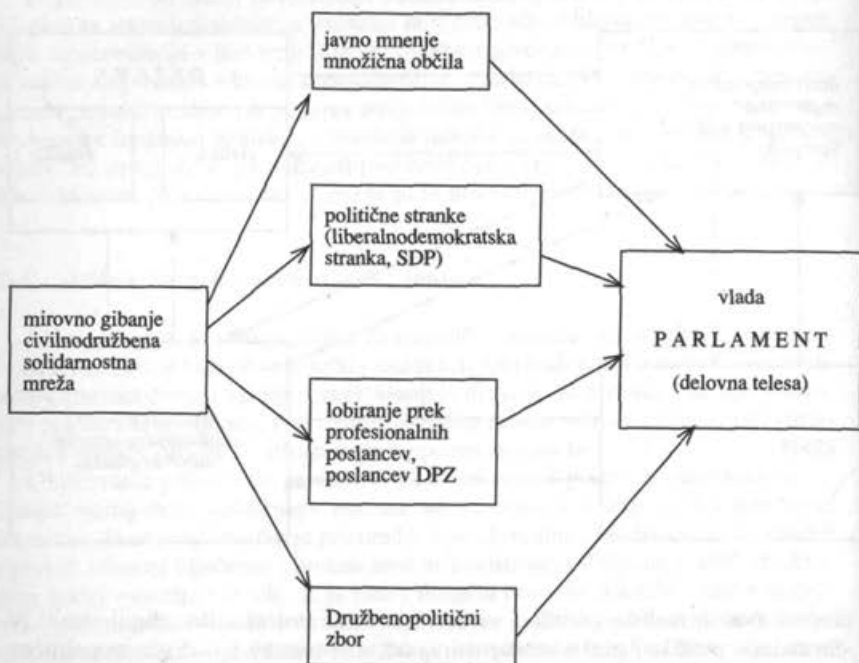 javno mnenje
množična občila
politične stranke
(liberalnodemokratska
stranka, SDP)
mirovno gibanje
civilnodružbena
solidarnostna
mreža
lobiranje prek
profesionalnih
poslancev,
poslancev DPZ
Družbenopolitični
zbor
vlada
PARLAMENT
(delovna telesa)